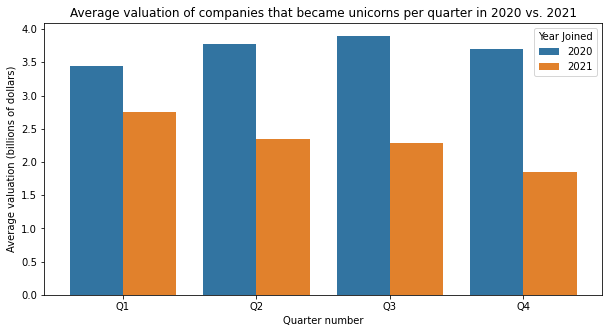 Average valuation of companies that became unicorns per quarter in 2020 vs. 2021
Year Joined
2020
2021
Average valuation (billions of dollars)
4.0
3.5
3.0
2.5
2.0
1.5
1.0
0.5
0.0
Q1 Q2 Q3 Q4
Quarter number